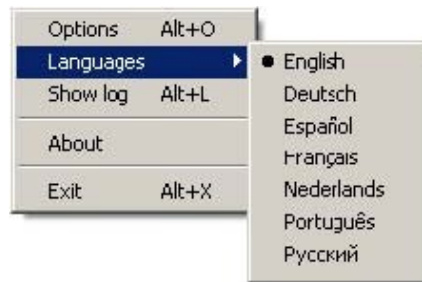 Options Alt+O
Languages
Show log Alt+L
About
Exit Alt+X
English
Deutsch
Español
Français
Nederlands
Português
Русский